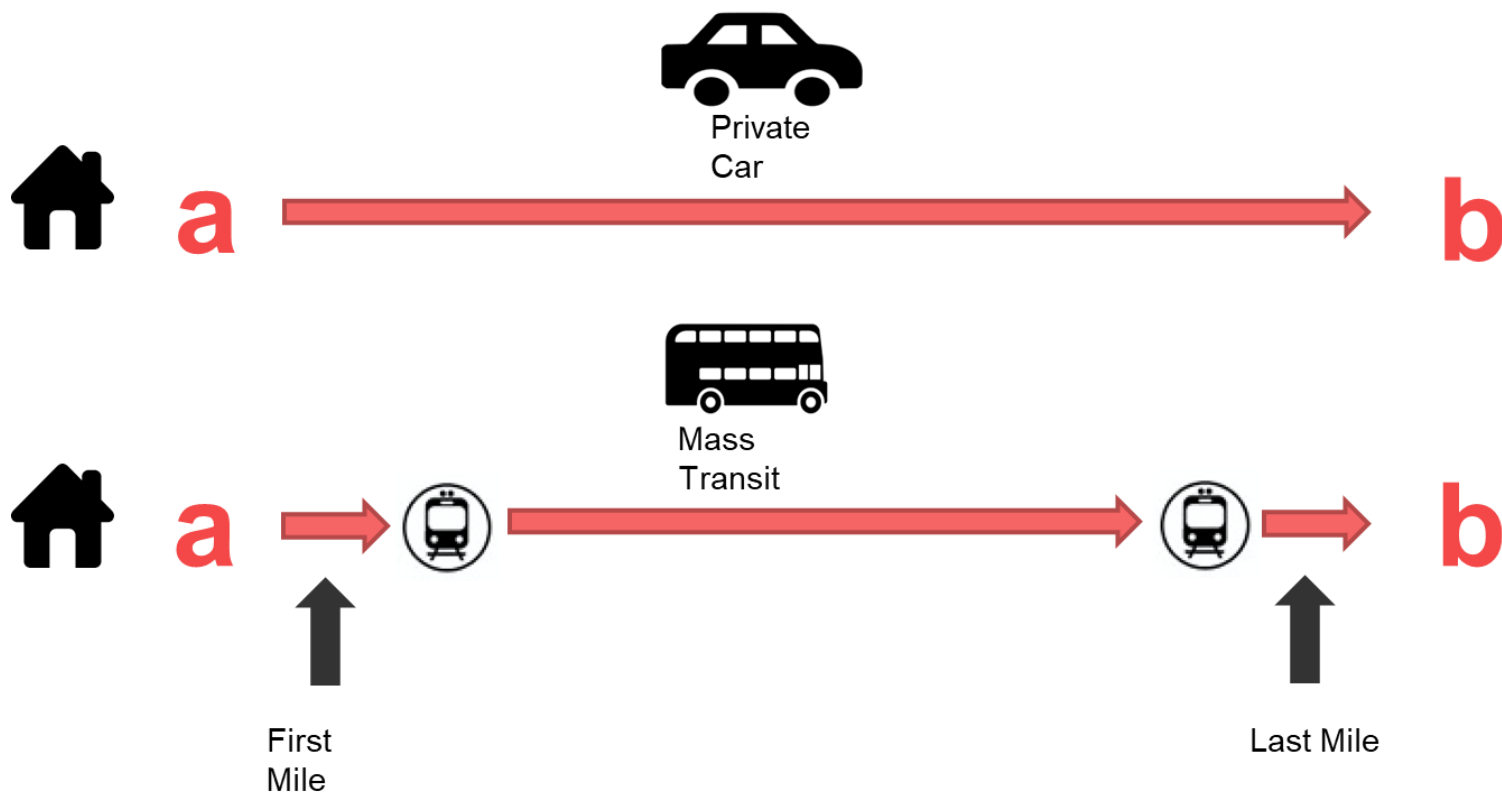 Private
Car
a
b
Mass
Transit
a
b
First
Mile
Last Mile